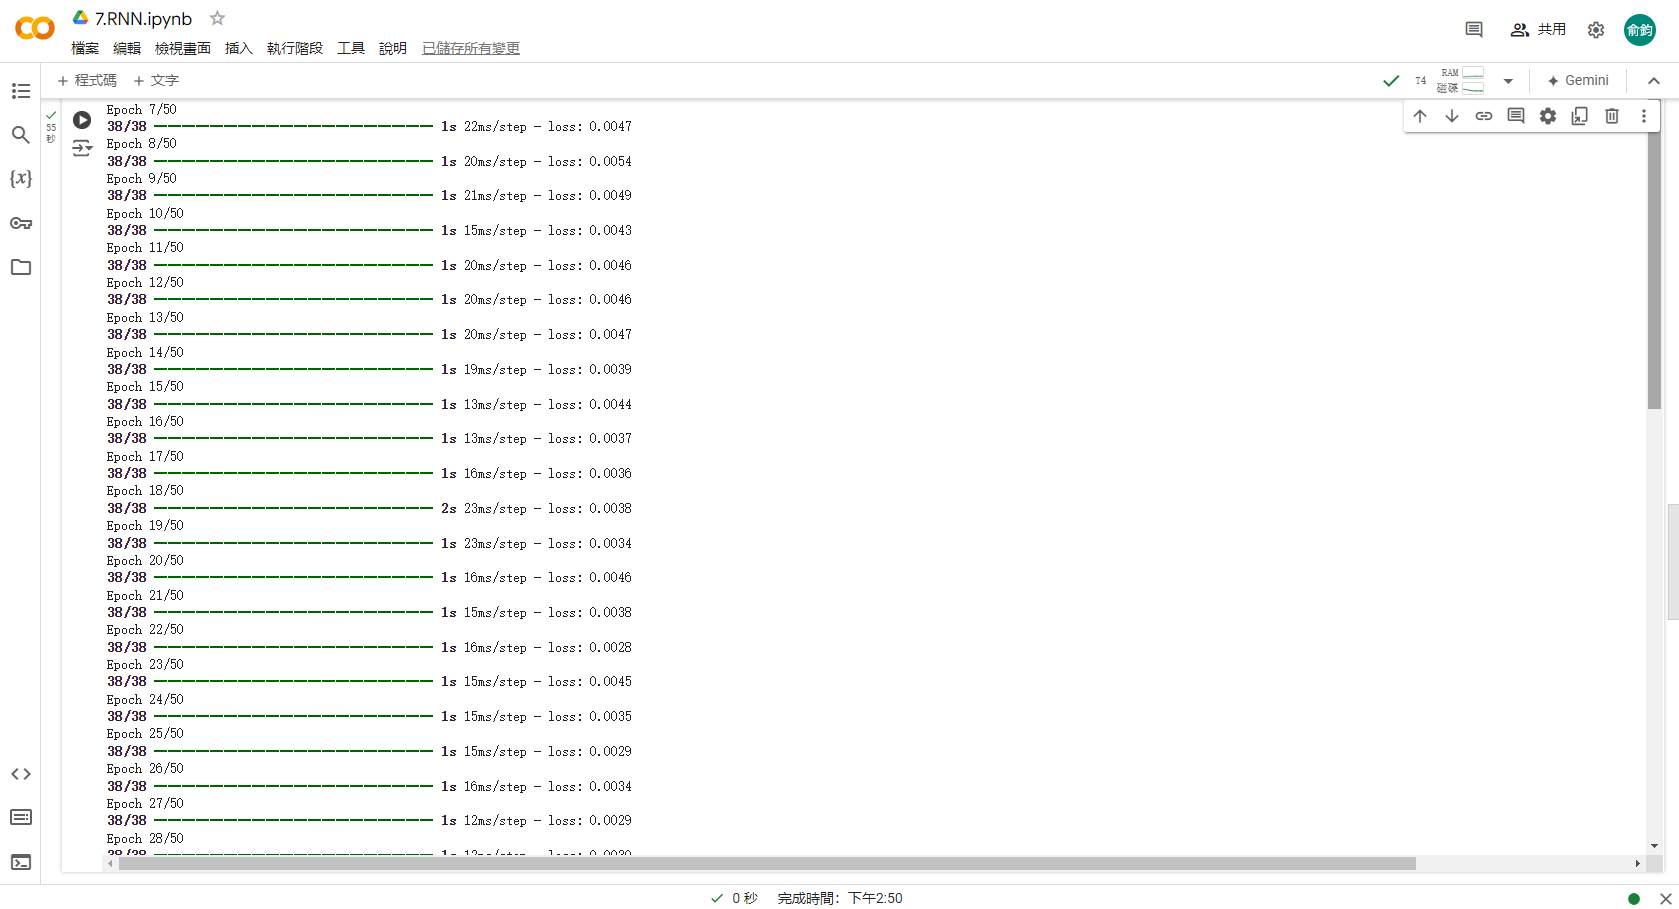 7.RNN.ipynb
檔案 編輯 檢視畫面 插入 執行階段 工具 說明 已儲存所有變更
共用
俞鈞
+ 程式碼 + 文字
T4
RAM
磁碟
Gemini
55
秒
Epoch 7/50
38/38 1s 22ms/step - loss: 0.0047
Epoch 8/50
38/38 1s 20ms/step - loss: 0.0054
Epoch 9/50
38/38 1s 21ms/step - loss: 0.0049
Epoch 10/50
38/38 1s 15ms/step - loss: 0.0043
Epoch 11/50
38/38 1s 20ms/step - loss: 0.0046
Epoch 12/50
38/38 1s 20ms/step - loss: 0.0046
Epoch 13/50
38/38 1s 20ms/step - loss: 0.0047
Epoch 14/50
38/38 1s 19ms/step - loss: 0.0039
Epoch 15/50
38/38 1s 13ms/step - loss: 0.0044
Epoch 16/50
38/38 1s 13ms/step - loss: 0.0037
Epoch 17/50
38/38 1s 16ms/step - loss: 0.0036
Epoch 18/50
38/38 2s 23ms/step - loss: 0.0038
Epoch 19/50
38/38 1s 23ms/step - loss: 0.0034
Epoch 20/50
38/38 1s 16ms/step - loss: 0.0046
Epoch 21/50
38/38 1s 15ms/step - loss: 0.0038
Epoch 22/50
38/38 1s 16ms/step - loss: 0.0028
Epoch 23/50
38/38 1s 15ms/step - loss: 0.0045
Epoch 24/50
38/38 1s 15ms/step - loss: 0.0035
Epoch 25/50
38/38 1s 15ms/step - loss: 0.0029
Epoch 26/50
38/38 1s 16ms/step - loss: 0.0034
Epoch 27/50
38/38 1s 12ms/step - loss: 0.0029
Epoch 28/50
0 秒 完成時間: 下午2:50